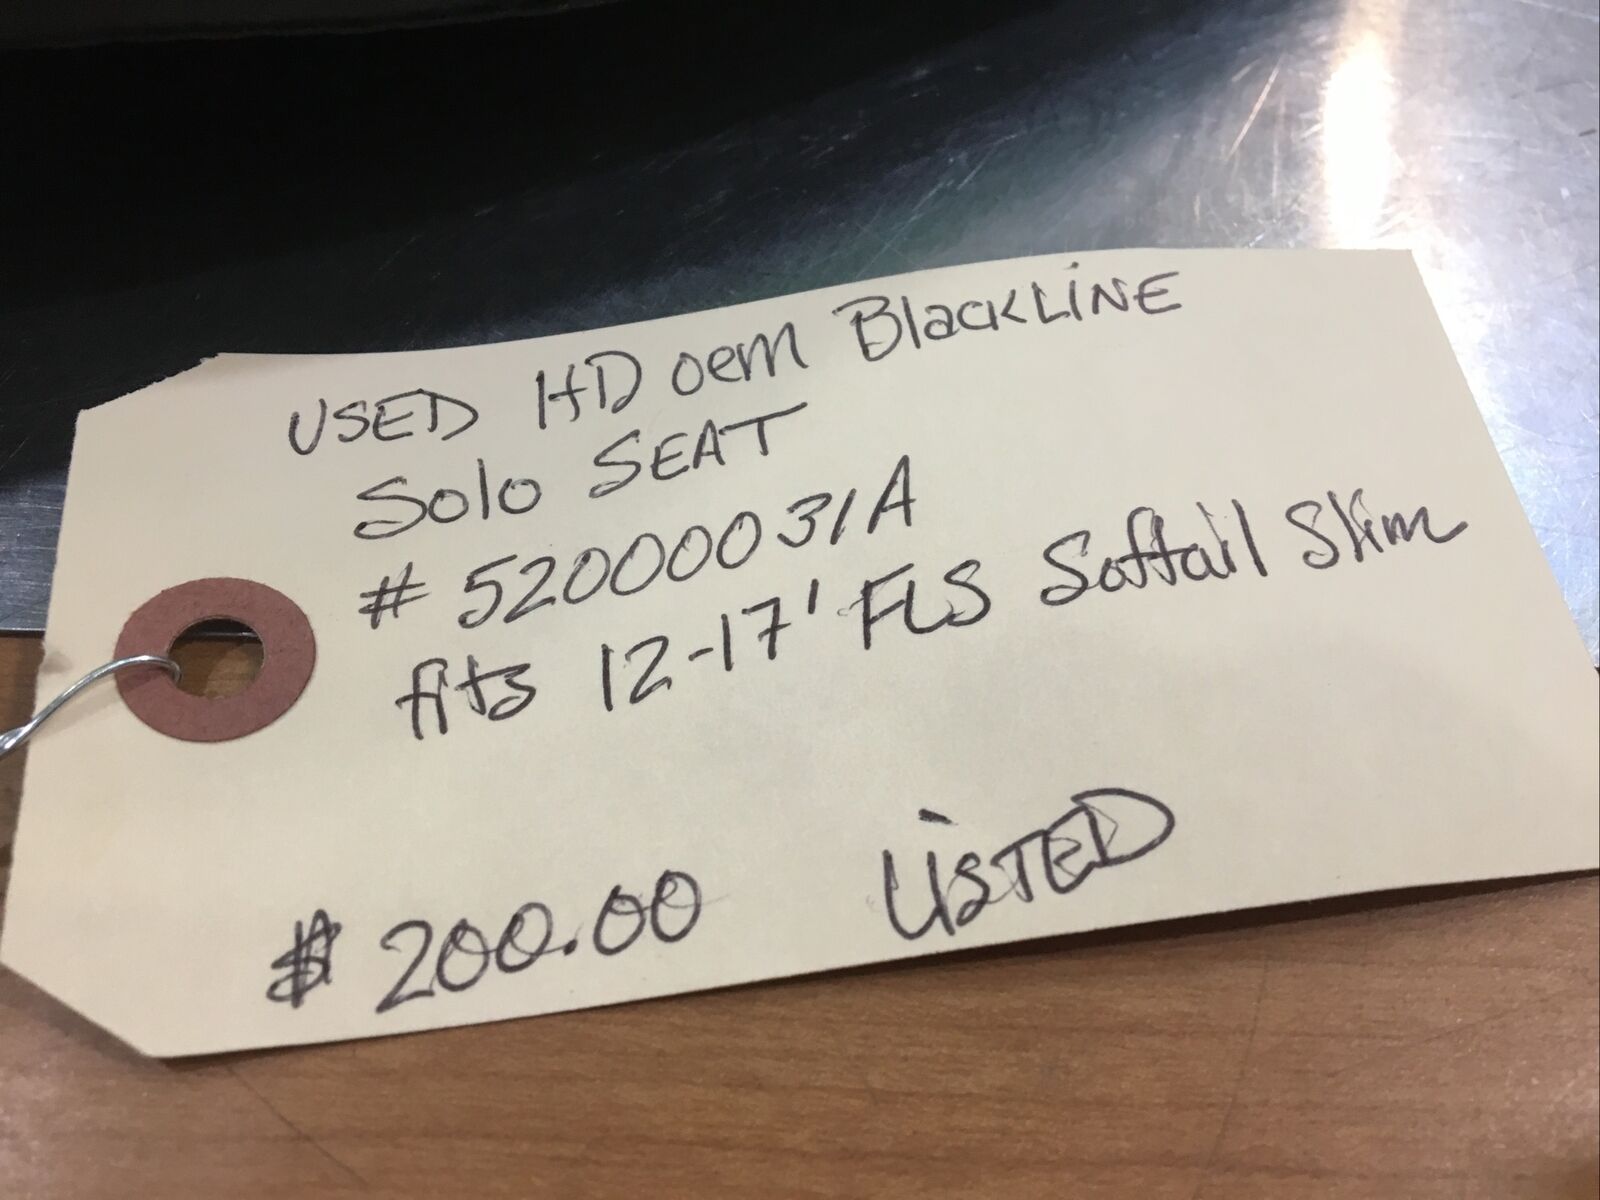 USED HD oem BlackLiNE
Solo SEAT
# 52000031A
fits 12-17' FLS Softail Slim
$ 200.00 LiSTED